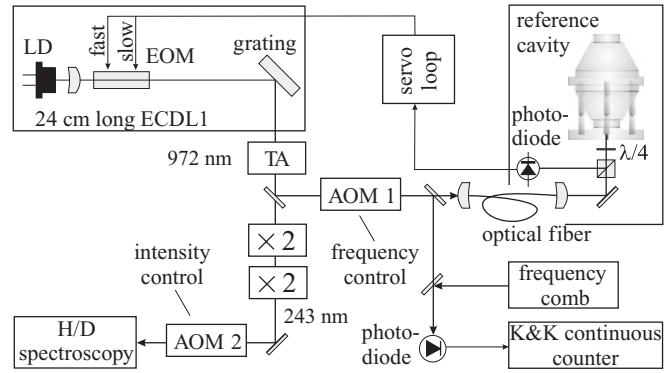 LD
fast
slow
EOM
grating
24 cm long ECDL1
servo
loop
reference
cavity
photo-
diode
λ/4
972 nm
TA
AOM 1
optical fiber
intensity
control
× 2
frequency
control
× 2
frequency
comb
243 nm
H/D
spectroscopy
AOM 2
photo-
diode
K&K continuous
counter